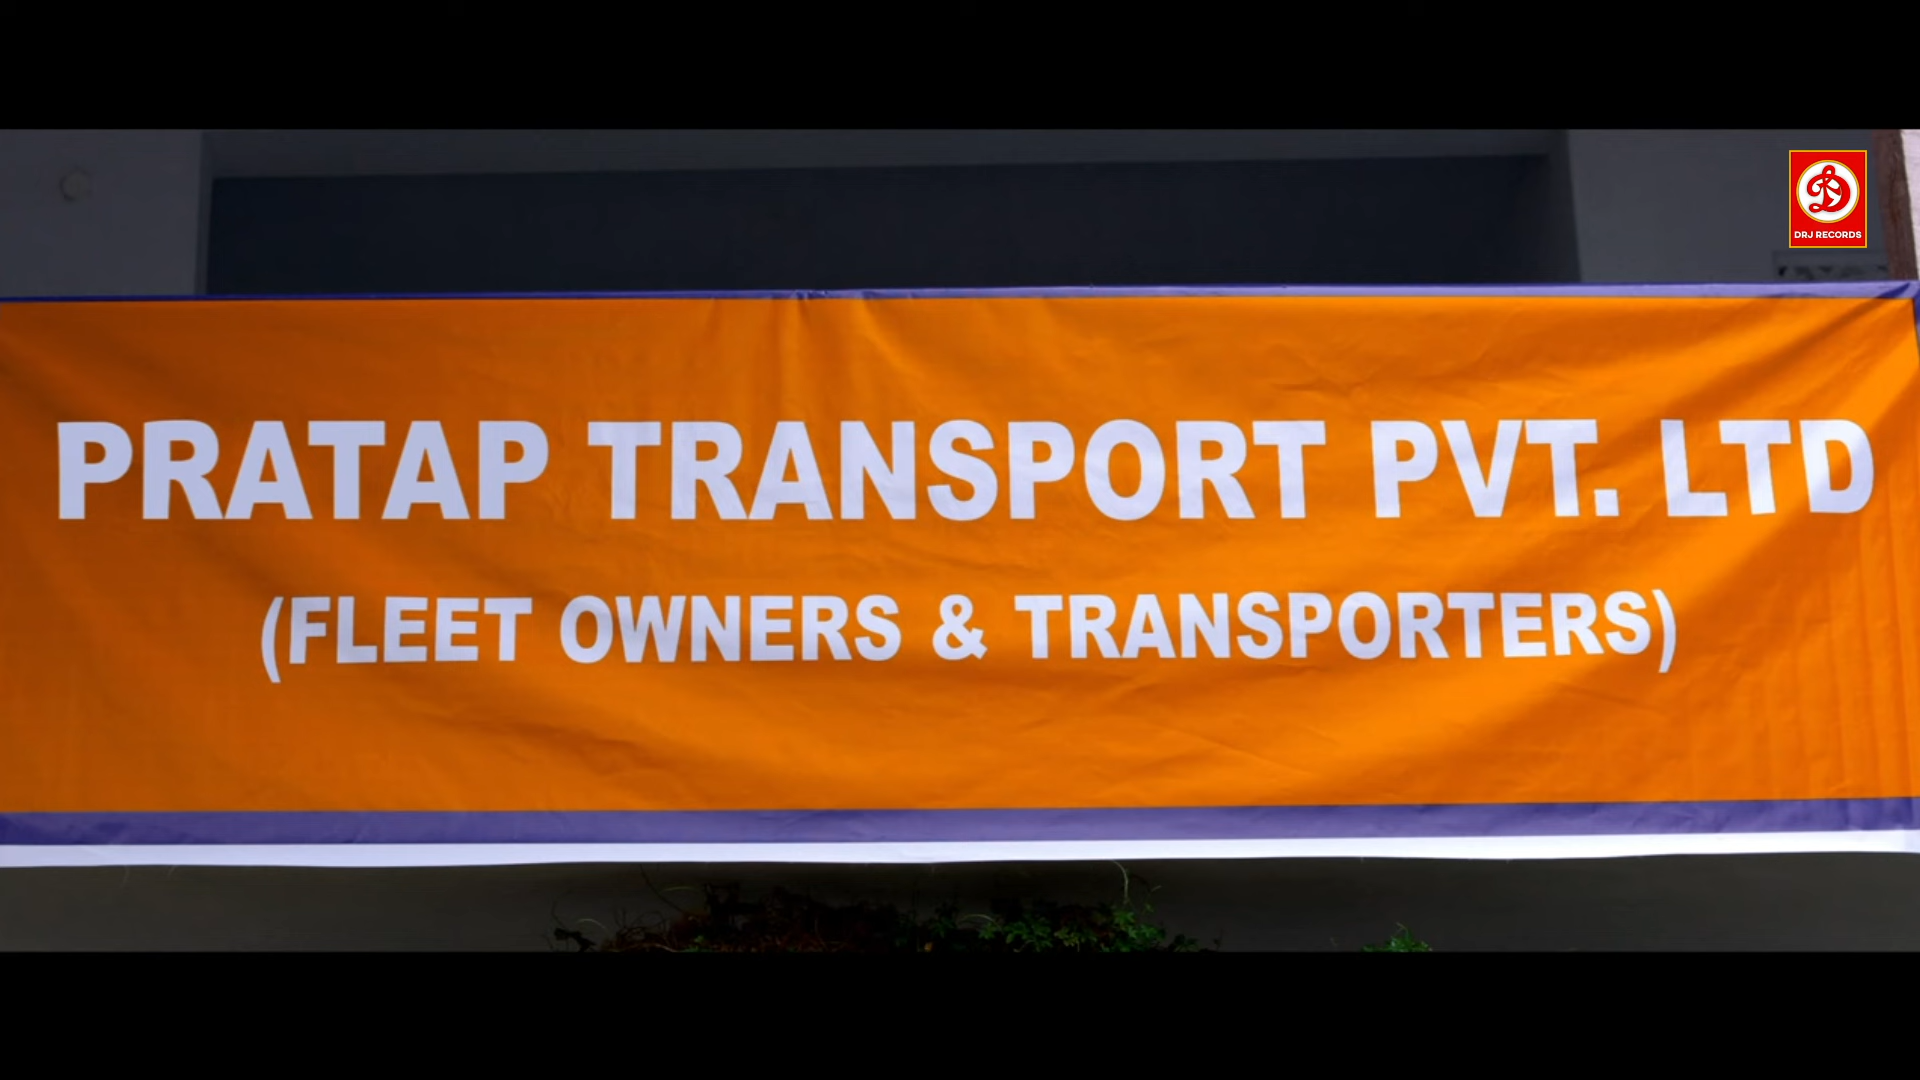 DRJ RECORDS
PRATAP TRANSPORT PVT. LTD
(FLEET OWNERS & TRANSPORTERS)